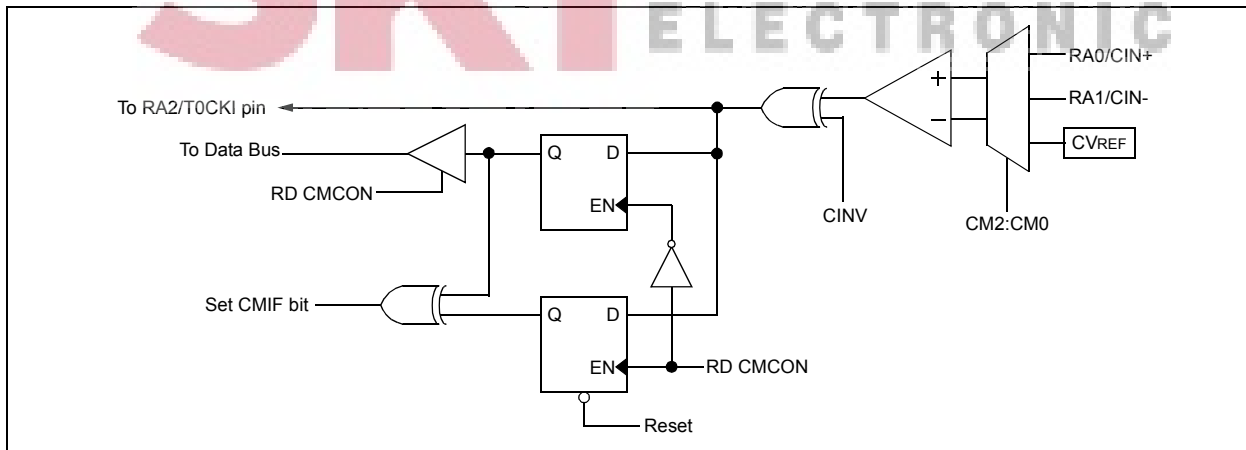 ELECTRONIC
RA0/CIN+
To RA2/T0CKI pin
RA1/CIN-
To Data Bus
Q D
CVREF
RD CMCON
EN
CINV
CM2:CM0
Set CMIF bit
Q D
EN
RD CMCON
Reset